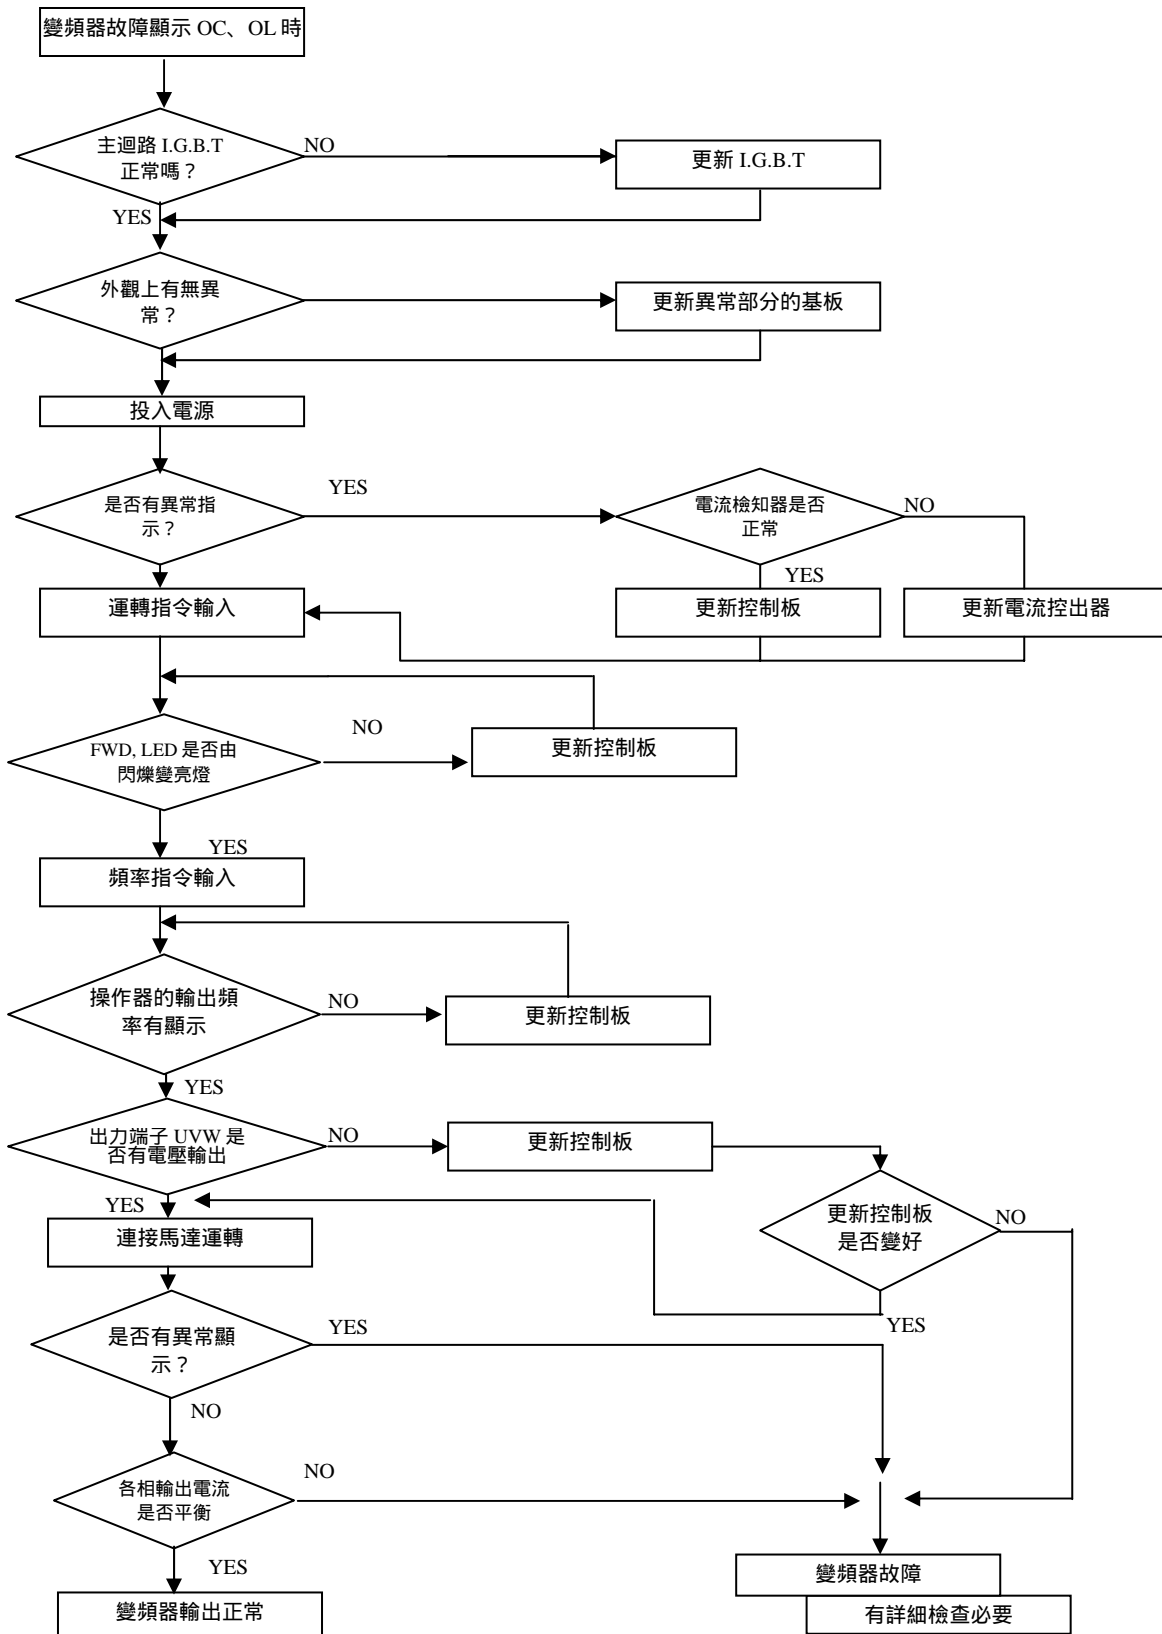 變頻器故障顯示 OC、OL 時
主迴路 I.G.B.T
正常嗎？
NO
更新 I.G.B.T
YES
外觀上有無異
常？
更新異常部分的基板
投入電源
是否有異常指
示？
YES
電流檢知器是否
正常
NO
YES
運轉指令輸入
更新控制板
更新電流控出器
FWD, LED 是否由
閃爍變亮燈
NO
更新控制板
YES
頻率指令輸入
操作器的輸出頻
率有顯示
NO
更新控制板
YES
出力端子 UVW 是
否有電壓輸出
NO
更新控制板
YES
連接馬達運轉
更新控制板
是否變好
NO
YES
是否有異常顯
示？
YES
NO
各相輸出電流
是否平衡
NO
YES
變頻器輸出正常
變頻器故障
有詳細檢查必要